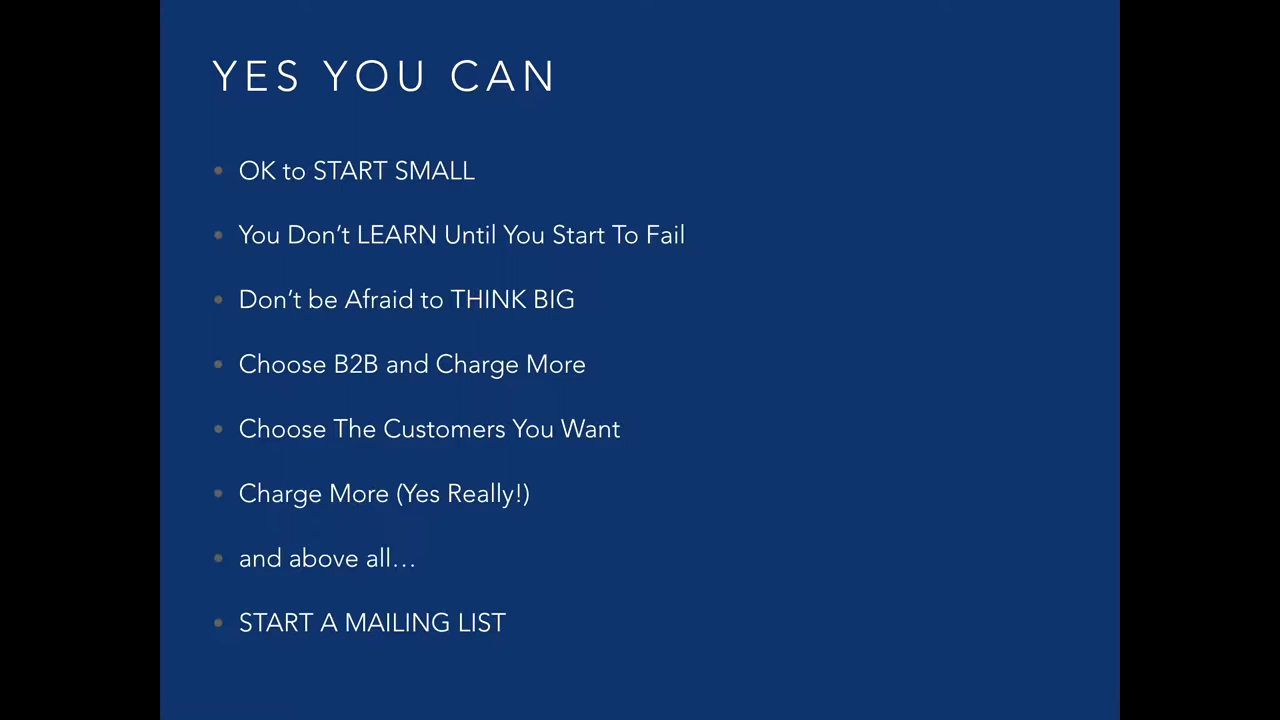 YES YOU CAN
• OK to START SMALL
• You Don’t LEARN Until You Start To Fail
• Don’t be Afraid to THINK BIG
• Choose B2B and Charge More
• Choose The Customers You Want
• Charge More (Yes Really!)
• and above all…
• START A MAILING LIST